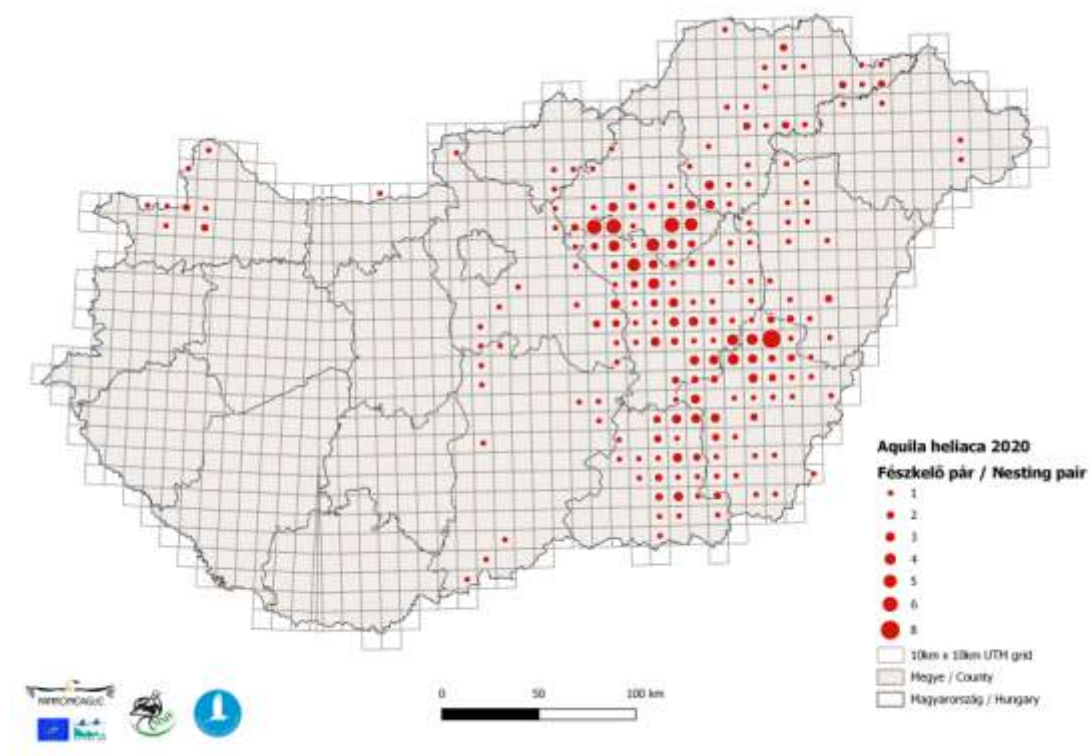 Aquila heliaca 2020
Fészkelő pár / Nesting pair
1
2
3
4
5
6
8
10km x 10km UTM grid
Megye / County
Magyarország / Hungary
0 50 100 km